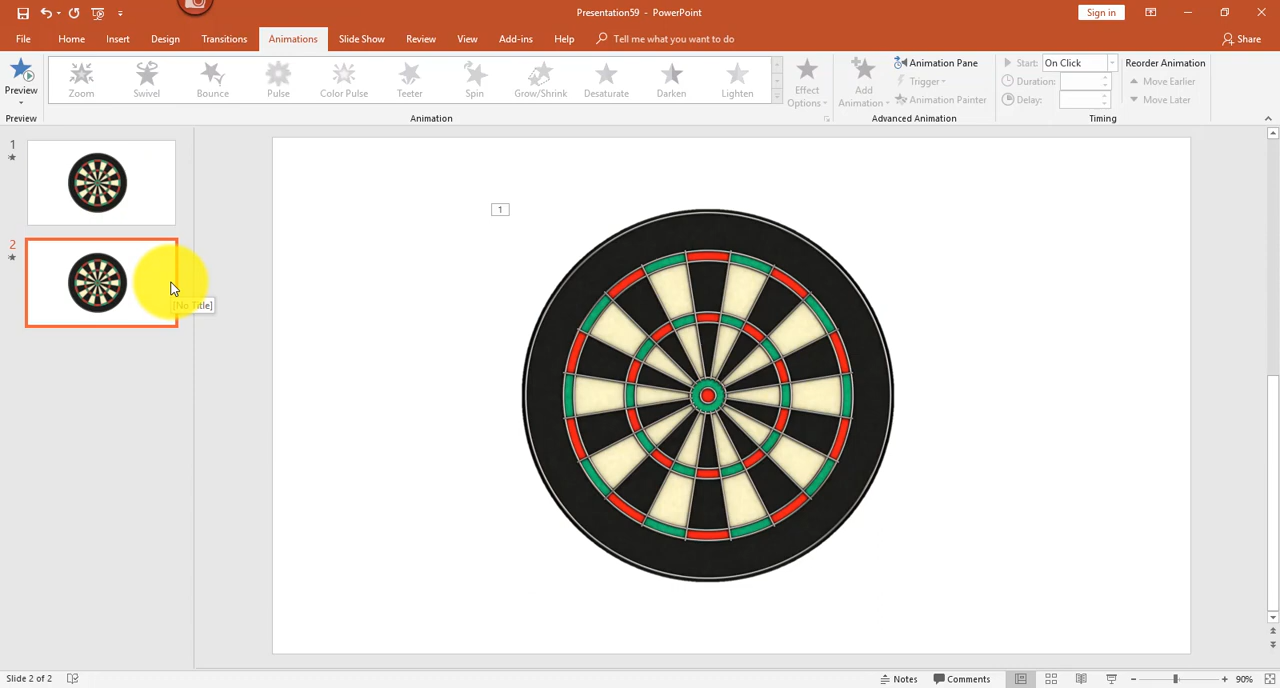 Presentation59 - PowerPoint
Sign in
File Home Insert Design Transitions Animations Slide Show Review View Add-ins Help Tell me what you want to do Share
Preview
Zoom Swivel Bounce Pulse Color Pulse Teeter Spin Grow/Shrink Desaturate Darken Lighten
Effect Options
Add Animation
Animation Pane
Trigger
Animation Painter
Start: On Click
Duration:
Delay:
Reorder Animation
Move Earlier
Move Later
Preview Animation Advanced Animation Timing
1
2
[No Title]
1
Slide 2 of 2
Notes Comments 90%